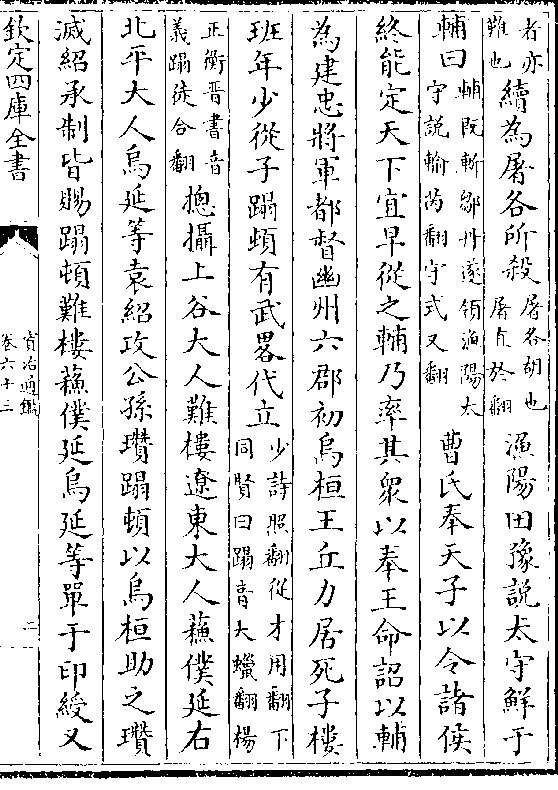 者亦難也續為屠各所殺屠各胡也屠直於翻漁陽田豫說太守鮮于
輔曰輔既斬鄒丹遂領漁陽太守說輸芮翻守式又翻曹氏奉天子以令諸侯
終能定天下宜早從之輔乃率其衆以奉王命詔以輔
為建忠將軍都督幽州六郡初烏桓王丘力居死子樓
班年少從子蹋頓有武畧代立少詩照翻從才用翻下同賢曰蹋音大蠟翻楊
正衡晉書音義蹋徒合翻摠攝上谷大人難樓遼東大人蘓僕延右
北平大人烏延等袁紹攻公孫瓚蹋頓以烏桓助之瓚
滅紹承制皆賜蹋頓難樓蘓僕延烏延等單于印綬又
欽定四庫全書
資治通鑑
卷六十三
二